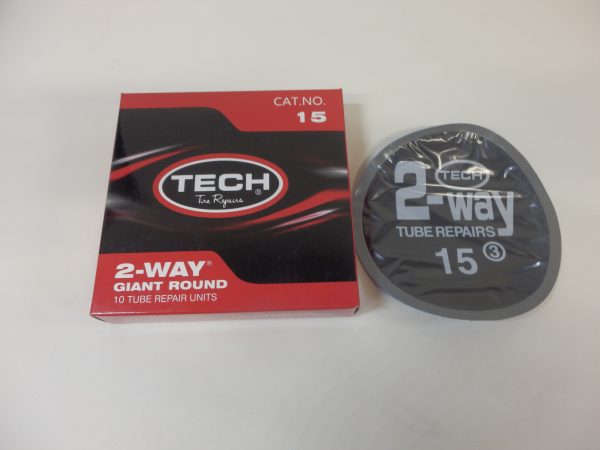 CAT.NO.
15
TECH®
Tire Repairs
2-WAY®
GIANT ROUND
10 TUBE REPAIR UNITS
TECH
2-way
TUBE REPAIRS
15 ③